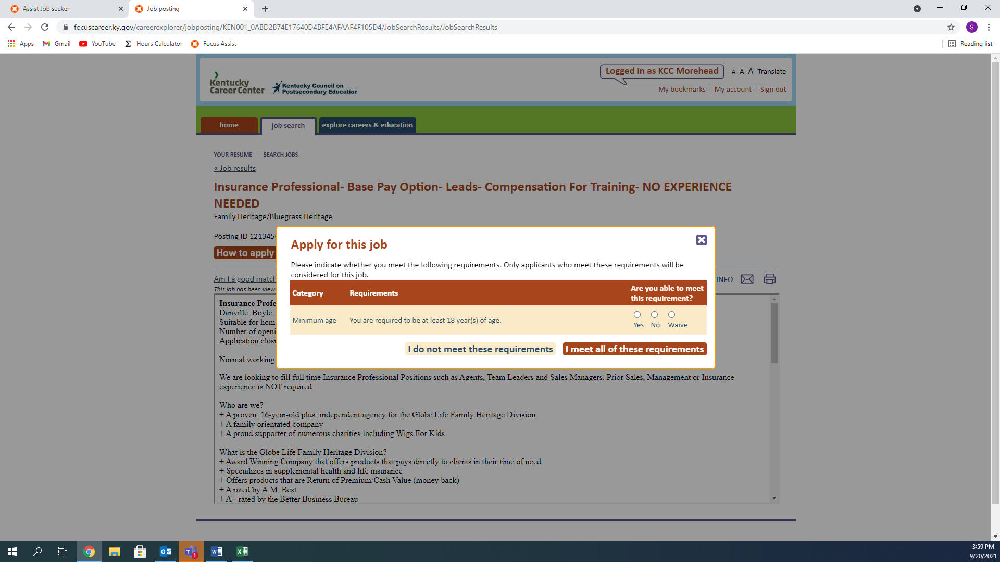 Assist Job seeker
Job posting
focuscareer.ky.gov/careerexplorer/jobposting/KEN001_0ABD2B74E17640D4BFE4AFAAF4F105D4/JobSearchResults/JobSearchResults
S
Apps
Gmail
YouTube
Hours Calculator
Focus Assist
Reading list
Kentucky
Career Center
Kentucky Council on
Postsecondary Education
Logged in as KCC Morehead
A A A Translate
My bookmarks
My account
Sign out
home
job search
explore careers & education
YOUR RESUME
SEARCH JOBS
« Job results
Insurance Professional- Base Pay Option- Leads- Compensation For Training- NO EXPERIENCE
NEEDED
Family Heritage/Bluegrass Heritage
Posting ID 121345
How to apply
Am I a good match
INFO
This job has been view
Apply for this job
Please indicate whether you meet the following requirements. Only applicants who meet these requirements will be
considered for this job.
Category
Requirements
Are you able to meet
this requirement?
Minimum age
You are required to be at least 18 year(s) of age.
Yes
No
Waive
I do not meet these requirements
I meet all of these requirements
Insurance Profe
Danville, Boyle,
Suitable for hom
Number of openi
Application closi
Normal working
We are looking to fill full time Insurance Professional Positions such as Agents, Team Leaders and Sales Managers. Prior Sales, Management or Insurance
experience is NOT required.
Who are we?
+ A proven, 16-year-old plus, independent agency for the Globe Life Family Heritage Division
+ A family orientated company
+ A proud supporter of numerous charities including Wigs For Kids
What is the Globe Life Family Heritage Division?
+ Award Winning Company that offers products that pays directly to clients in their time of need
+ Specializes in supplemental health and life insurance
+ Offers products that are Return of Premium/Cash Value (money back)
+ A rated by A.M. Best
+ A+ rated by the Better Business Bureau
1
3:59 PM
9/20/2021